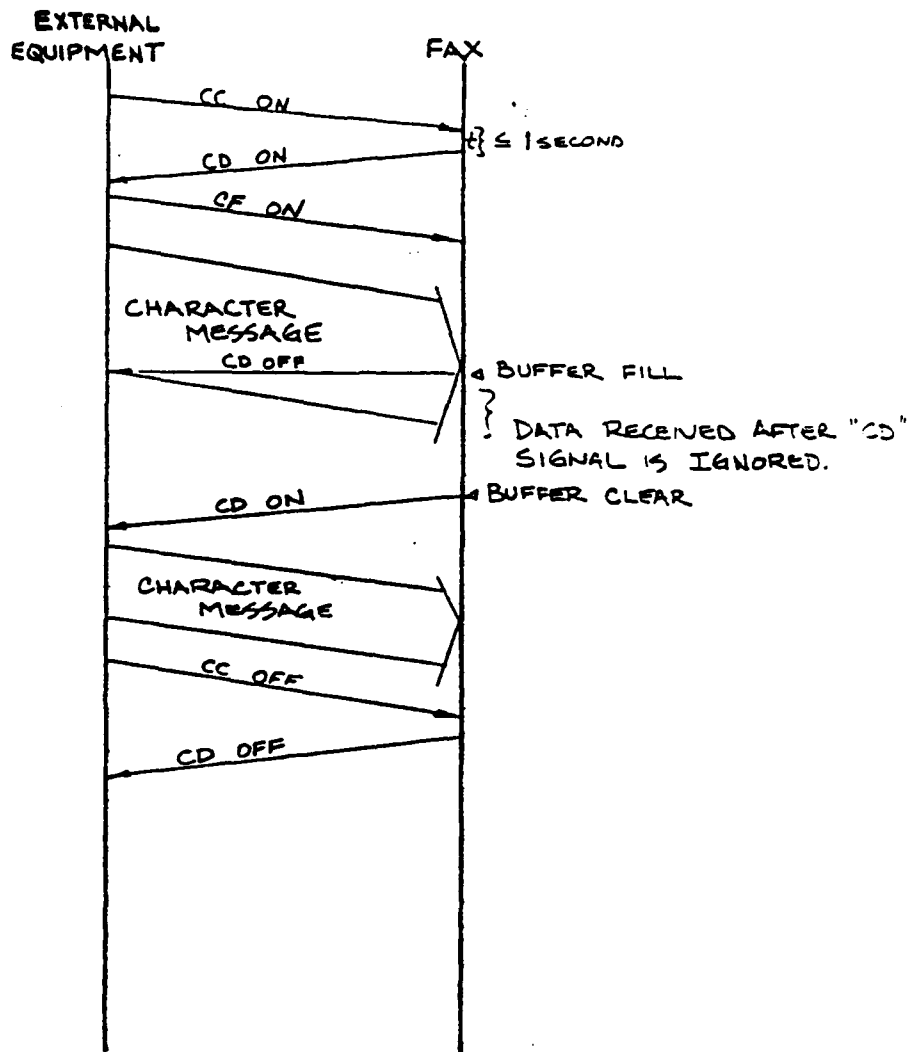 EXTERNAL
EQUIPMENT
FAX
CC ON
t} ≤ 1 SECOND
CD ON
CF ON
CHARACTER
MESSAGE
CD OFF
BUFFER FILL
DATA RECEIVED AFTER "CD"
SIGNAL IS IGNORED.
BUFFER CLEAR
CD ON
CHARACTER
MESSAGE
CC OFF
CD OFF